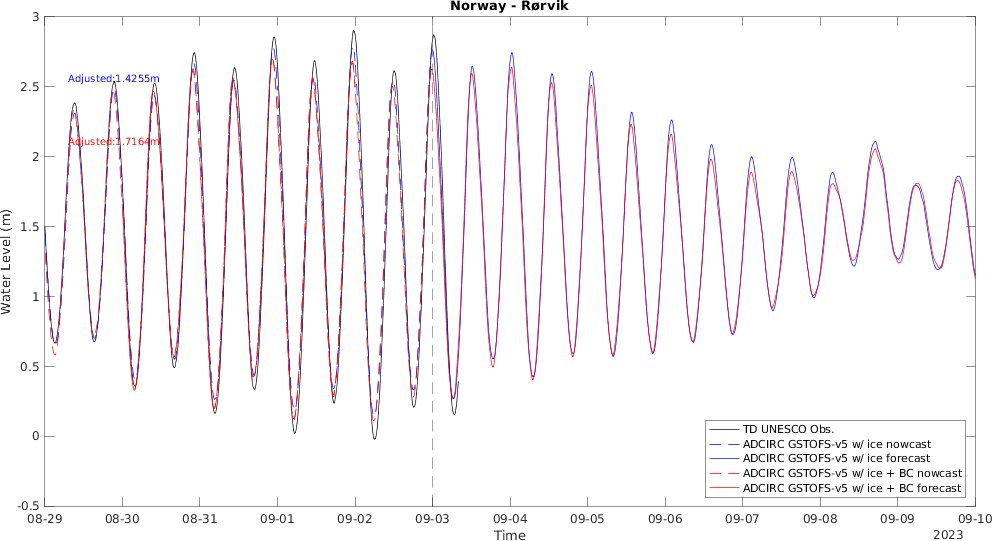 Norway - Rørvik
3
2.5
2
1.5
1
0.5
0
-0.5
Water Level (m)
Adjusted:1.4255m
Adjusted:1.7164m
TD UNESCO Obs.
ADCIRC GSTOFS-v5 w/ ice nowcast
ADCIRC GSTOFS-v5 w/ ice forecast
ADCIRC GSTOFS-v5 w/ ice + BC nowcast
ADCIRC GSTOFS-v5 w/ ice + BC forecast
08-29 08-30 08-31 09-01 09-02 09-03 09-04 09-05 09-06 09-07 09-08 09-09 09-10
Time
2023